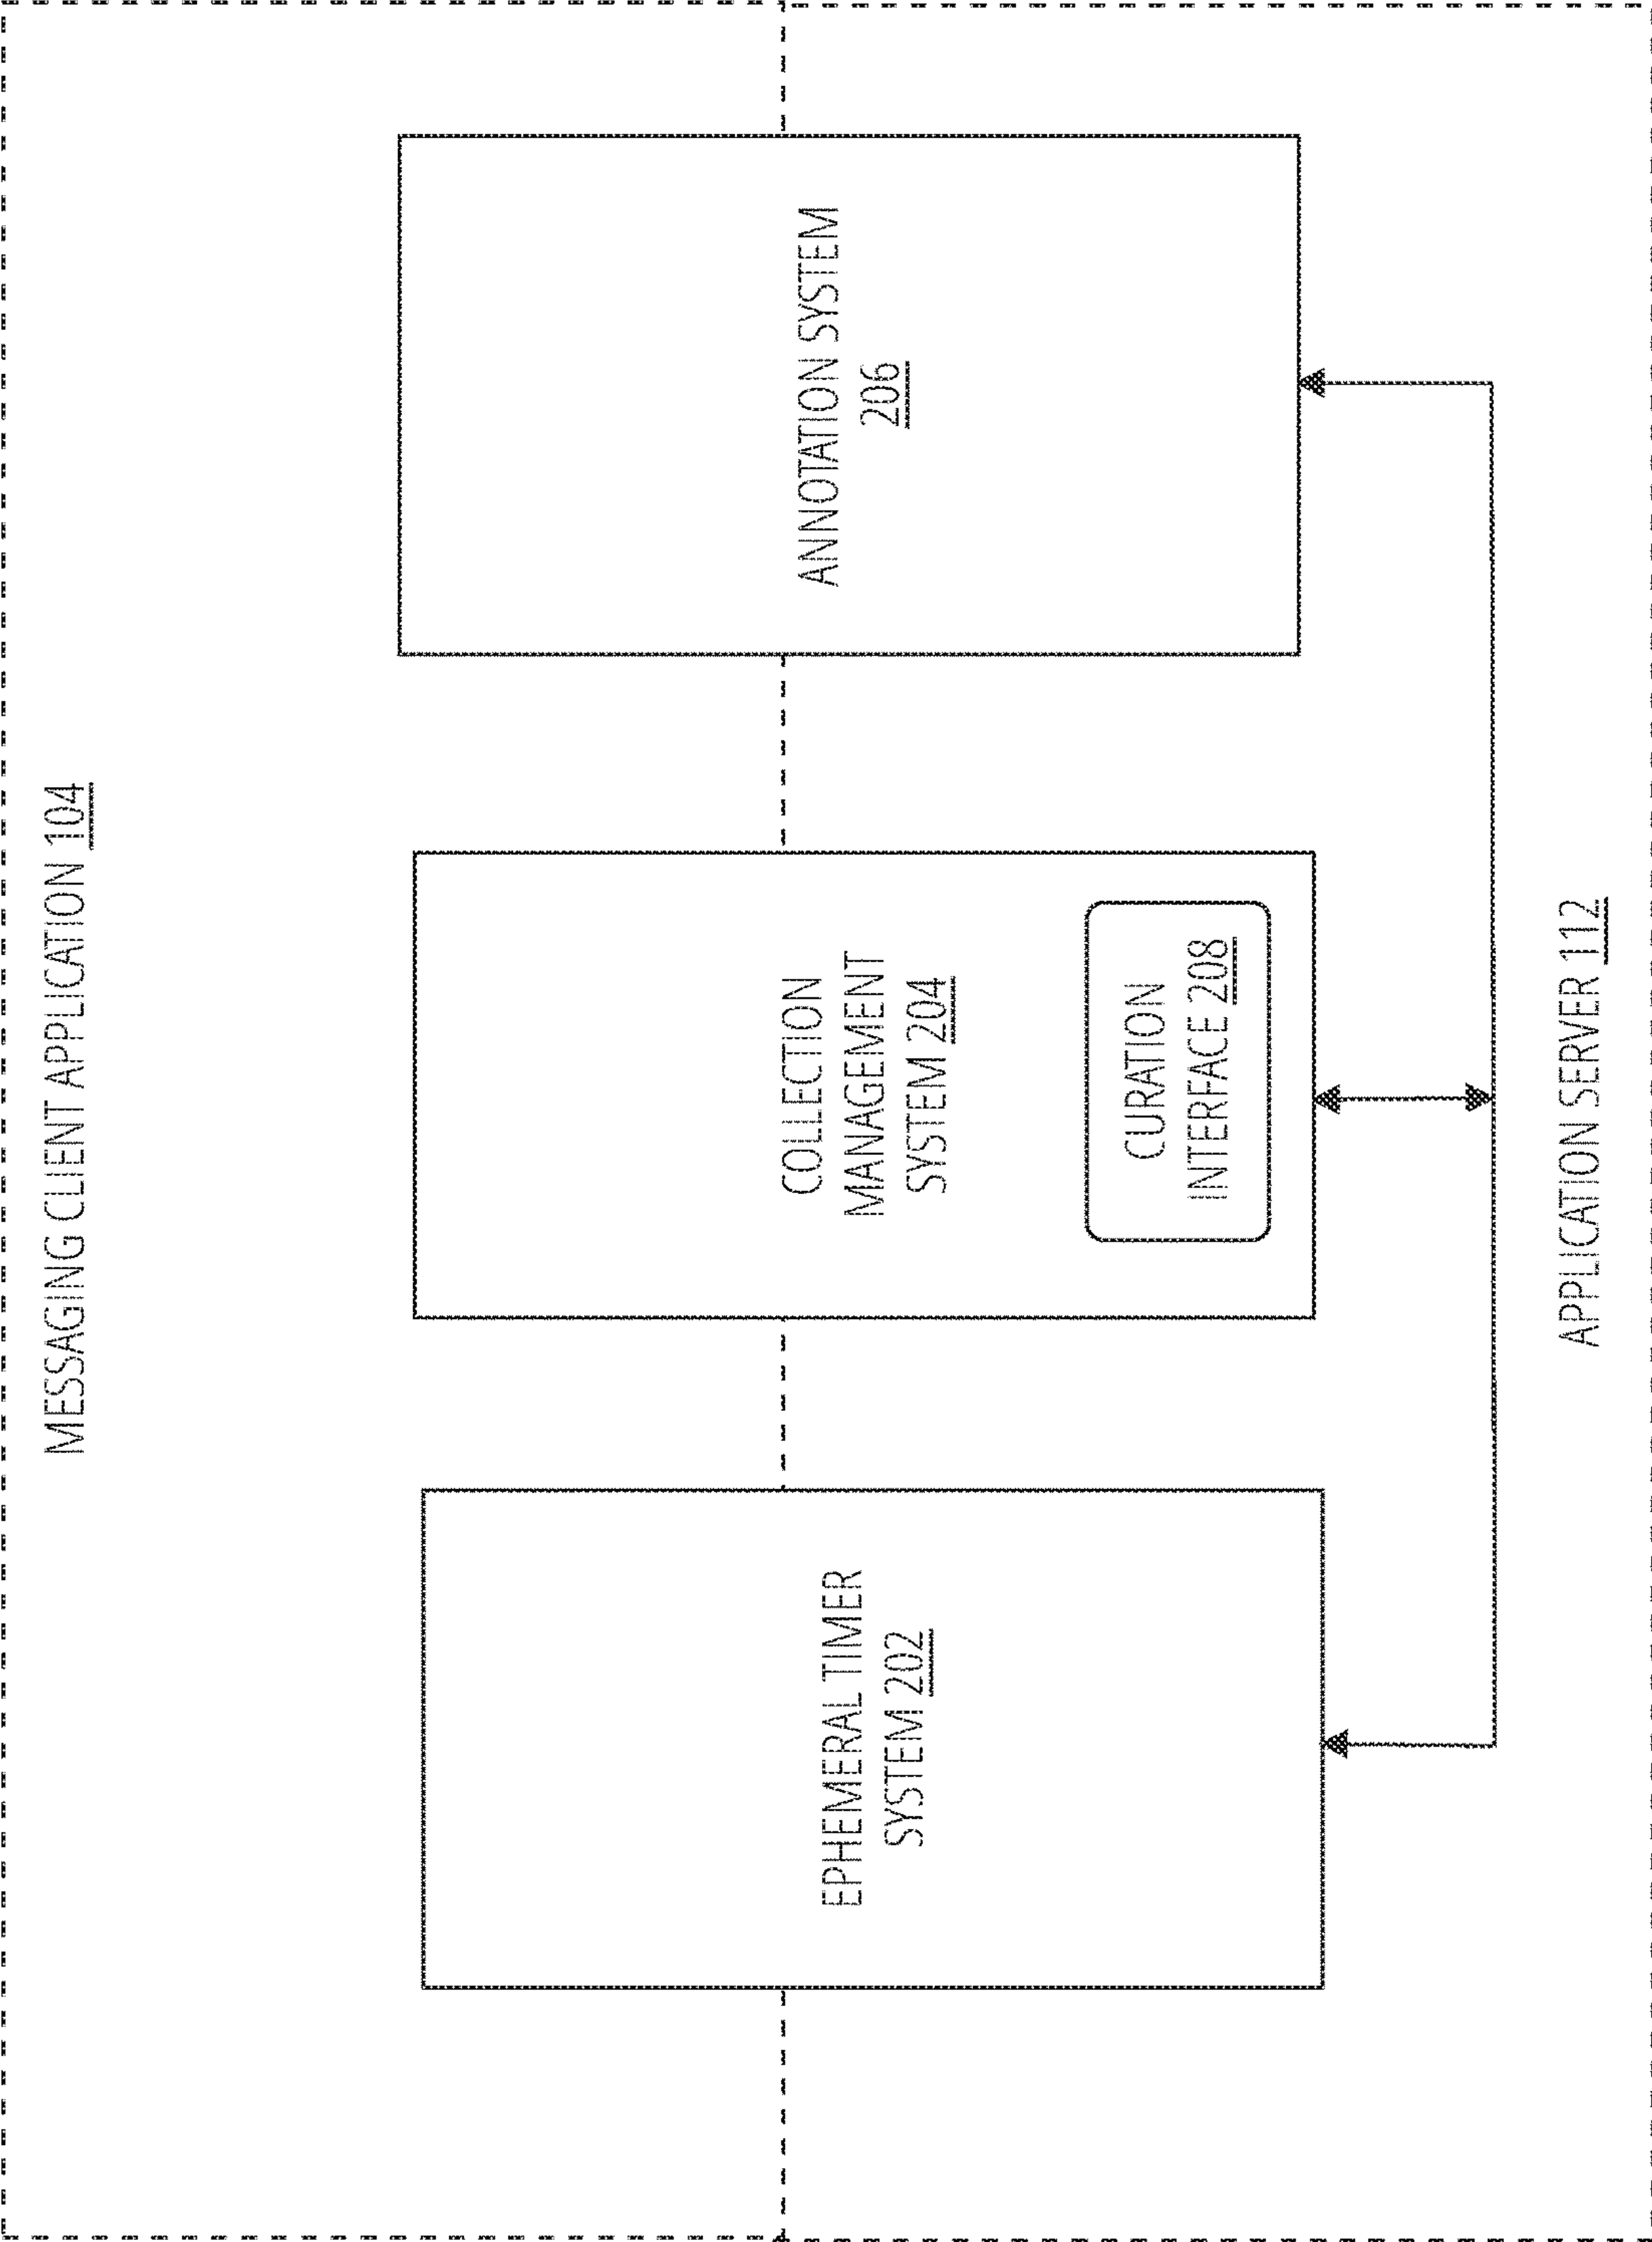 MESSAGING CLIENT APPLICATION 104
EPHEMERAL TIMER
SYSTEM 202
COLLECTION
MANAGEMENT
SYSTEM 204
CURATION
INTERFACE 208
ANNOTATION SYSTEM
206
APPLICATION SERVER 112